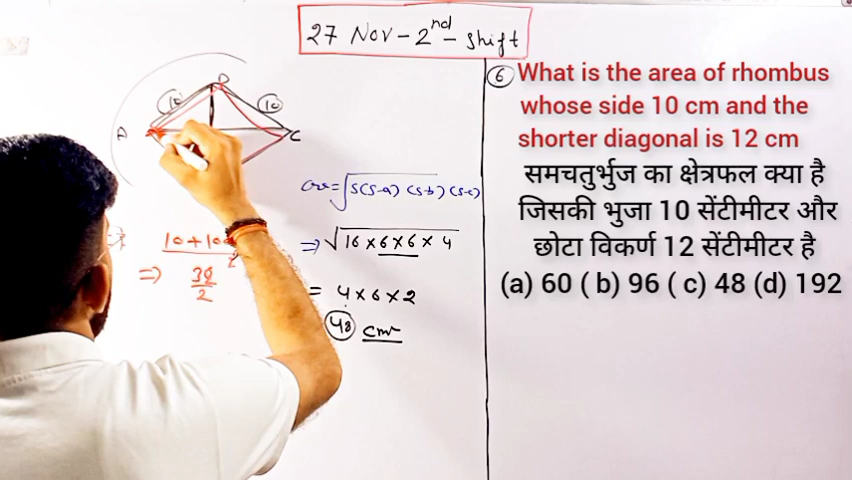 27 Nov - 2nd - shift
6 What is the area of rhombus
whose side 10 cm and the
shorter diagonal is 12 cm
समचतुर्भुज का क्षेत्रफल क्या है
जिसकी भुजा 10 सेंटीमीटर और
छोटा विकर्ण 12 सेंटीमीटर है
(a) 60 ( b) 96 ( c) 48 (d) 192
D
10 10
D C
= √S(S-a) (S-b) (S-c)
10+10
2
⇒ √16 × 6 × 6 × 4
⇒ 32
2
= 4 × 6 × 2
48 cm²